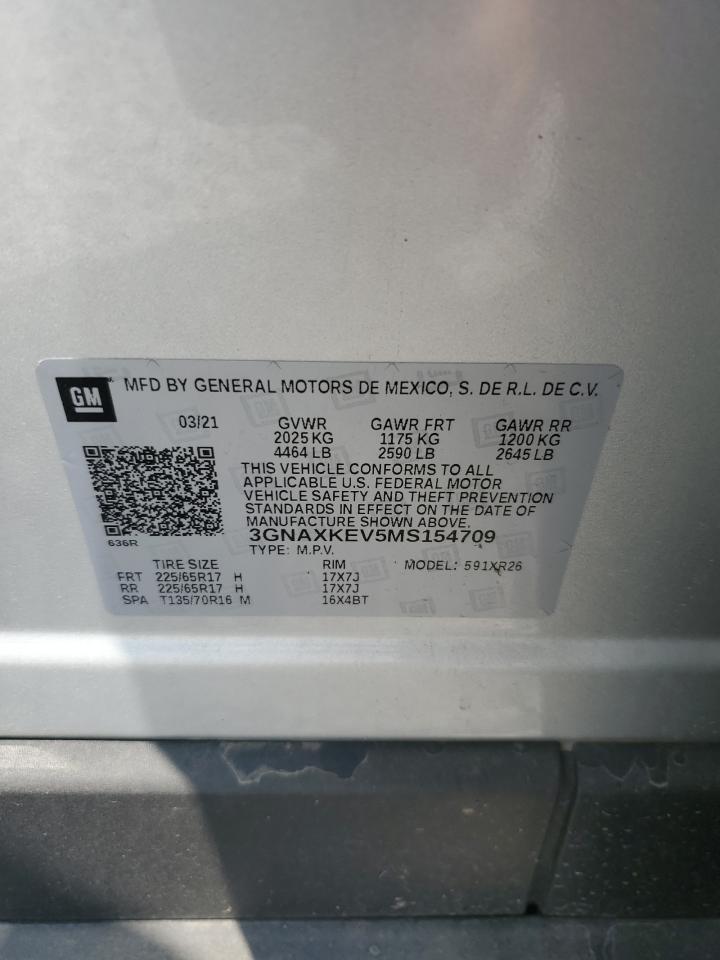 GM MFD BY GENERAL MOTORS DE MEXICO, S. DE R.L. DE C.V.
03/21 GVWR GAWR FRT GAWR RR
2025 KG 1175 KG 1200 KG
4464 LB 2590 LB 2645 LB
THIS VEHICLE CONFORMS TO ALL
APPLICABLE U.S. FEDERAL MOTOR
VEHICLE SAFETY AND THEFT PREVENTION
STANDARDS IN EFFECT ON THE DATE OF
MANUFACTURE SHOWN ABOVE.
636R 3GNAXKEV5MS154709
TYPE: M.P.V.
TIRE SIZE RIM MODEL: 591XR26
FRT 225/65R17 H 17X7J
RR 225/65R17 H 17X7J
SPA T135/70R16 M 16X4BT